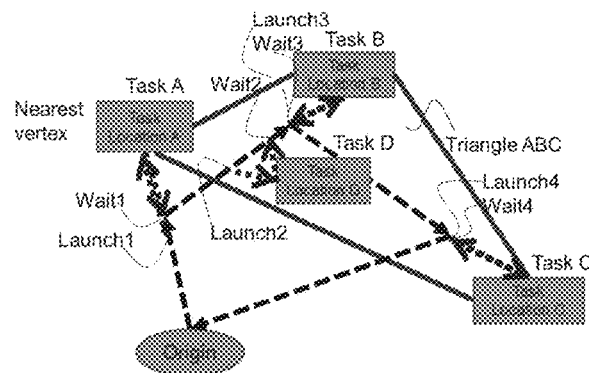 Launch3
Wait3
Task B
Wait2
Task A
Nearest
vertex
Task D
Triangle ABC
Launch4
Wait4
Wait1
Launch2
Launch1
Task C
Origin